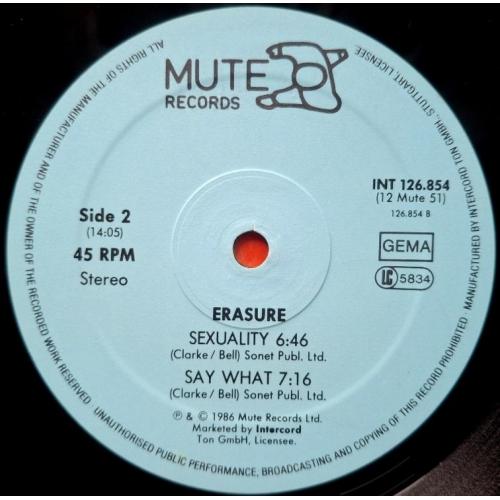 MUTE
RECORDS
INT 126.854
(12 Mute 51)
126.854 B
Side 2
(14:05)
45 RPM
Stereo
GEMA
LC 5834
ERASURE
SEXUALITY 6:46
(Clarke / Bell) Sonet Publ. Ltd.
SAY WHAT 7:16
(Clarke / Bell) Sonet Publ. Ltd.
℗ & © 1986 Mute Records Ltd.
Marketed by Intercord
Ton GmbH, Licensee.
ALL RIGHTS OF THE MANUFACTURER AND OF THE OWNER OF THE RECORDED WORK RESERVED · UNAUTHORISED PUBLIC PERFORMANCE, BROADCASTING AND COPYING OF THIS RECORD PROHIBITED · MANUFACTURED BY INTERCORD TON GMBH, STUTTGART, LICENSEE.